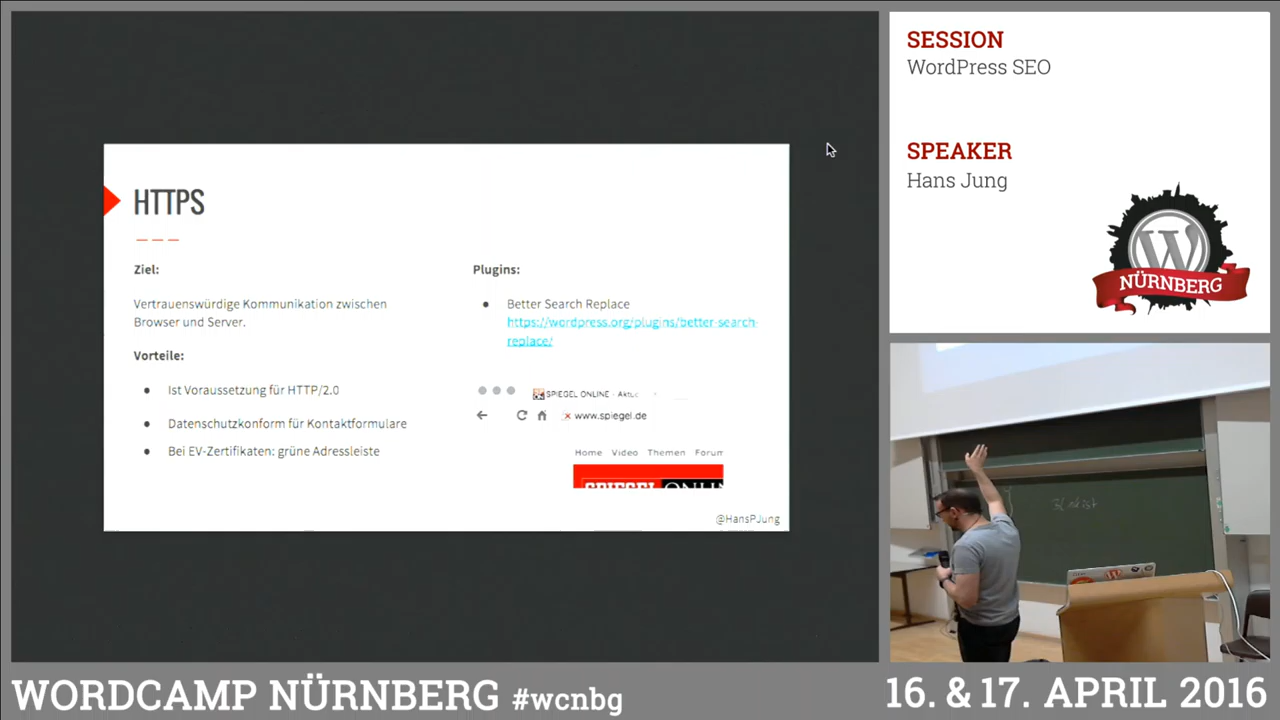 HTTPS
Ziel:
Vertrauenswürdige Kommunikation zwischen
Browser und Server.
Vorteile:
Ist Voraussetzung für HTTP/2.0
Datenschutzkonform für Kontaktformulare
Bei EV-Zertifikaten: grüne Adressleiste
Plugins:
Better Search Replace
https://wordpress.org/plugins/better-search-
replace/
SPIEGEL ONLINE - Aktu
www.spiegel.de
Home Video Themen Forum
SPIEGEL ONLIN
@HansPJung
SESSION
WordPress SEO
SPEAKER
Hans Jung
NÜRNBERG
WORDCAMP NÜRNBERG #wcnbg
16. & 17. APRIL 2016